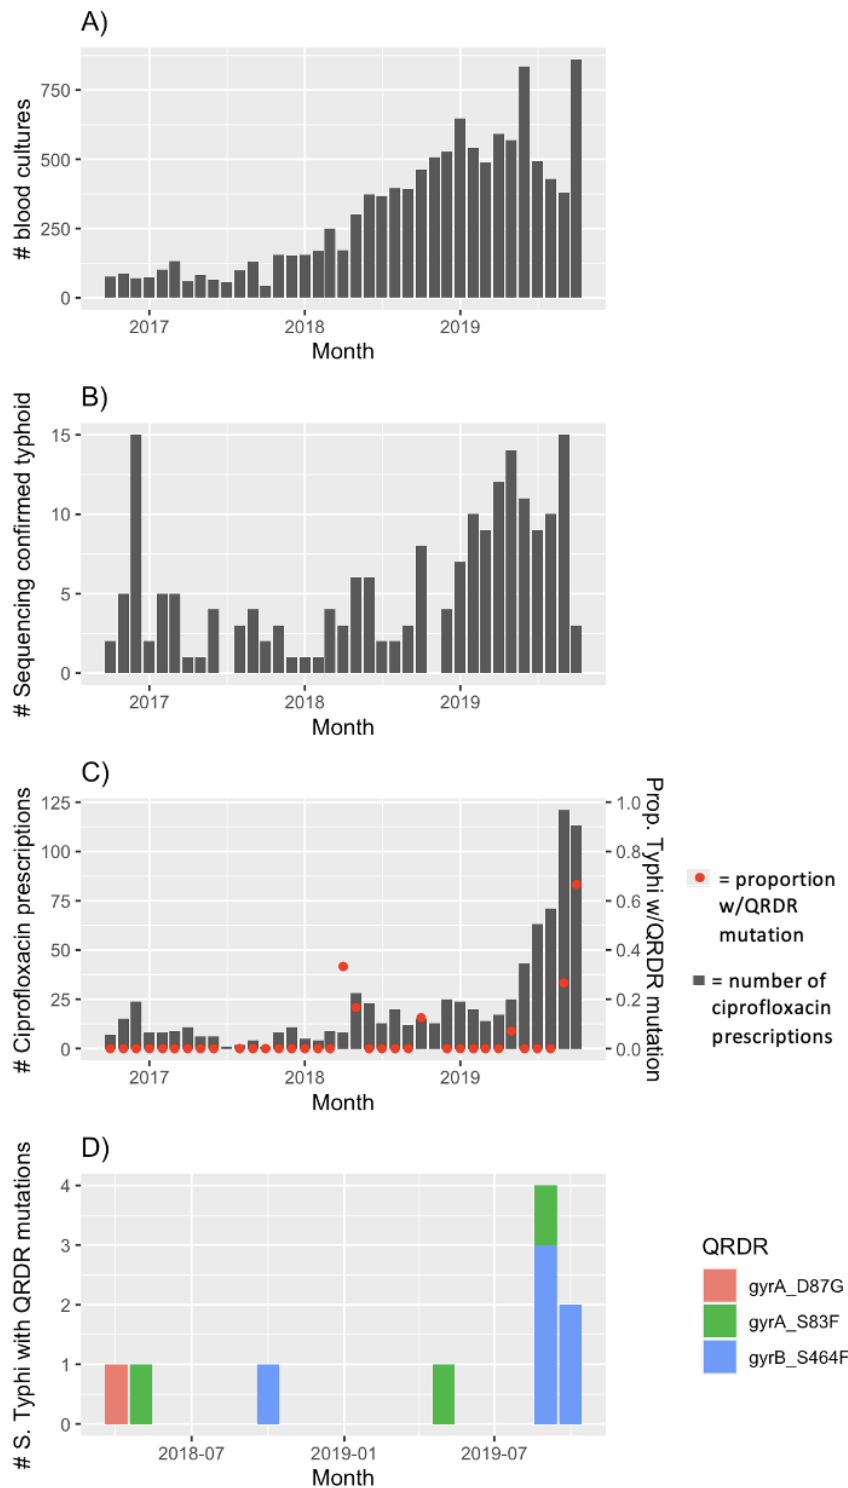 A)
# blood cultures
750
500
250
0
2017
2018
2019
Month
B)
# Sequencing confirmed typhoid
15
10
5
0
2017
2018
2019
Month
C)
# Ciprofloxacin prescriptions
125
100
75
50
25
0
1.0
0.8
0.6
0.4
0.2
0.0
Prop. Typhi w/QRDR mutation
2017
2018
2019
Month
= proportion
w/QRDR
mutation
= number of
ciprofloxacin
prescriptions
D)
# S. Typhi with QRDR mutations
4
3
2
1
0
2018-07
2019-01
2019-07
Month
QRDR
gyrA_D87G
gyrA_S83F
gyrB_S464F